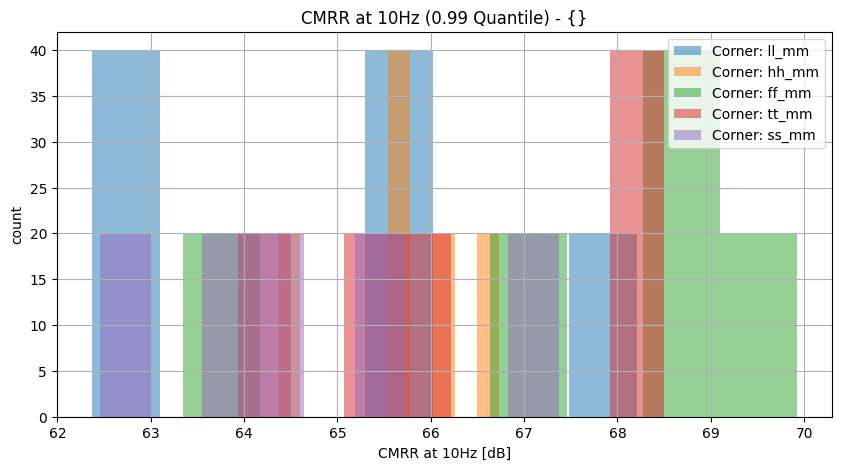 CMRR at 10Hz (0.99 Quantile) - {}
40
35
30
25
20
15
10
5
0
count
Corner: ll_mm
Corner: hh_mm
Corner: ff_mm
Corner: tt_mm
Corner: ss_mm
62 63 64 65 66 67 68 69 70
CMRR at 10Hz [dB]